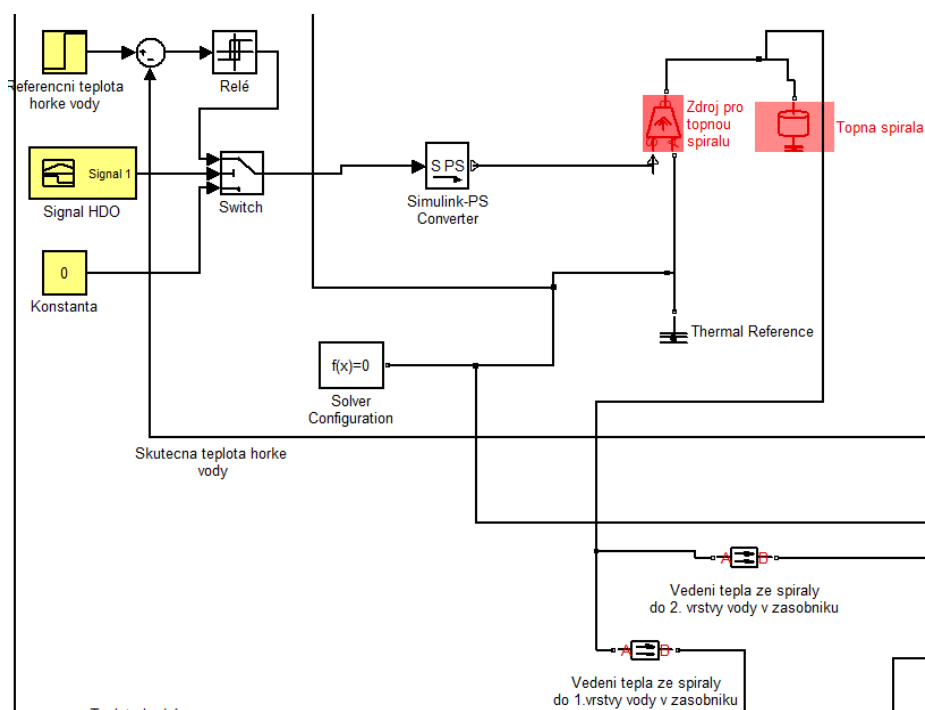 Referencni teplota
horke vody
Relé
Zdroj pro
topnou
spiralu
Topna spirala
Signal 1
Signal HDO
Switch
S PS
Simulink-PS
Converter
S
A
0
Konstanta
Thermal Reference
f(x)=0
Solver
Configuration
Skutecna teplota horke
vody
A
B
Vedeni tepla ze spiraly
do 2. vrstvy vody v zasobniku
A
B
Vedeni tepla ze spiraly
do 1.vrstvy vody v zasobniku